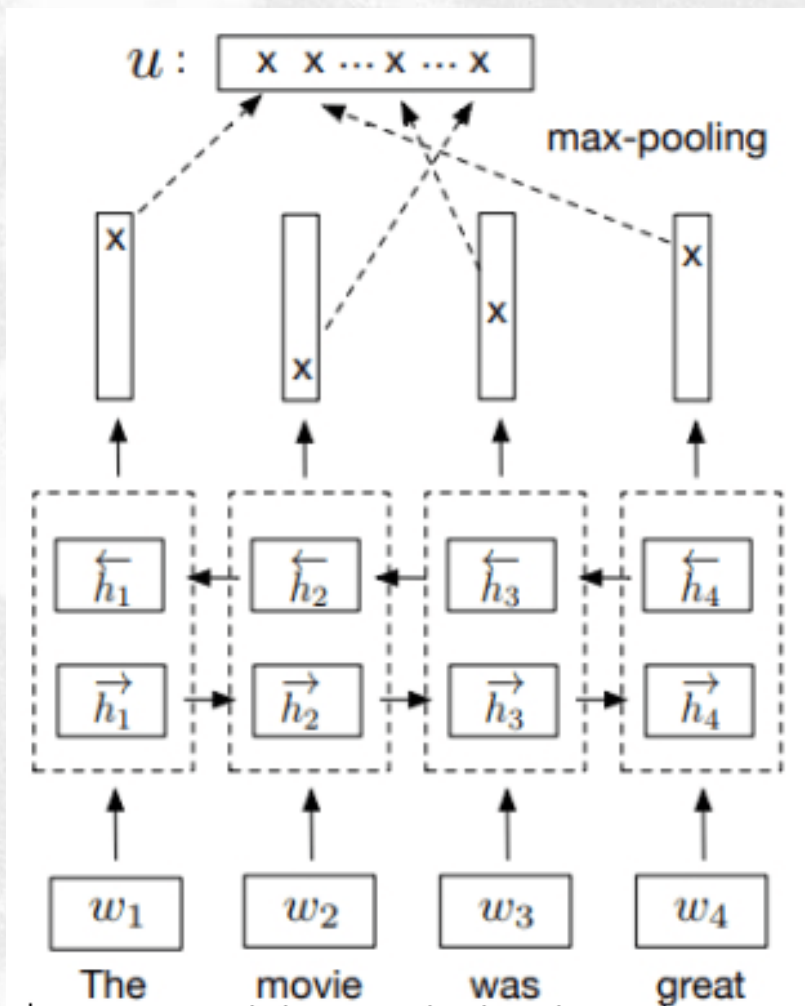 u : x x ... x ... x
max-pooling
x x x x
←h₁ ←h₂ ←h₃ ←h₄
→h₁ →h₂ →h₃ →h₄
w₁ w₂ w₃ w₄
The movie was great